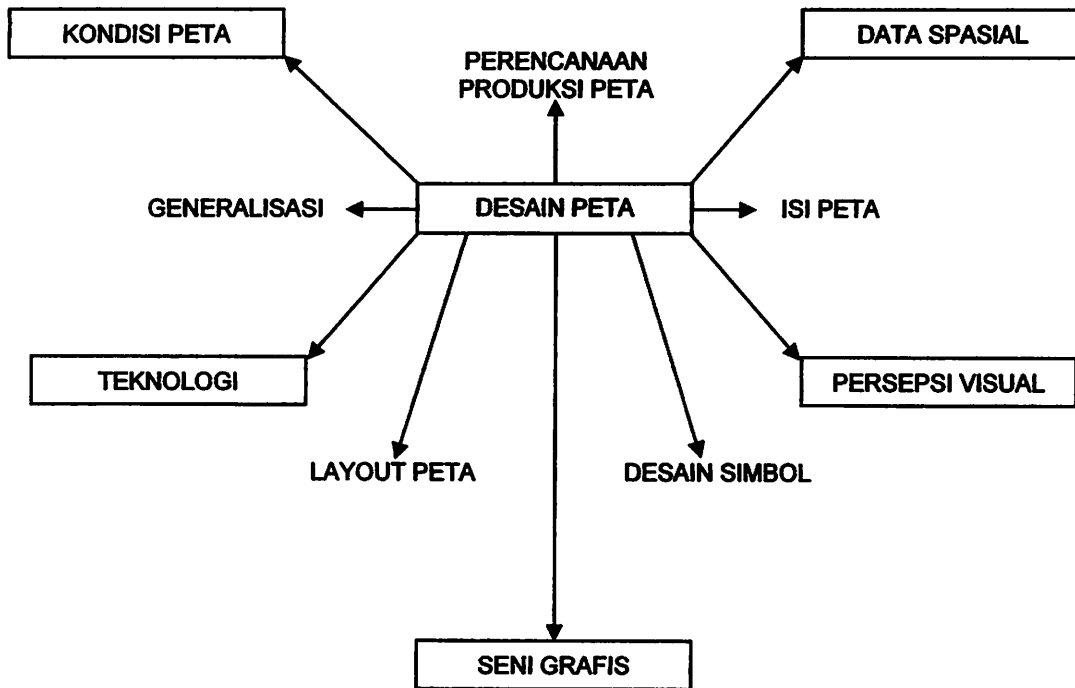 KONDISI PETA
DATA SPASIAL
PERENCANAAN
PRODUKSI PETA
GENERALISASI
DESAIN PETA
ISI PETA
TEKNOLOGI
PERSEPSI VISUAL
LAYOUT PETA
DESAIN SIMBOL
SENI GRAFIS